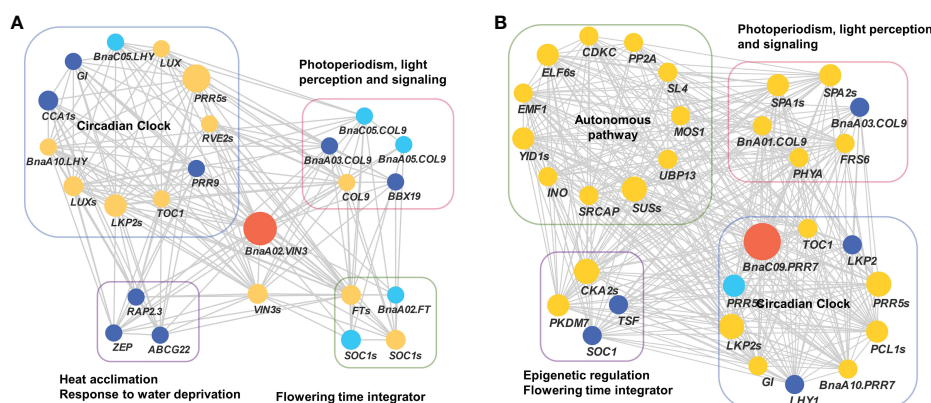 A
BnaC05.LHY
LUX
GI
PRR5s
CCA1s
Circadian Clock
RVE2s
BnaA10.LHY
PRR9
LUXs
LKP2s
TOC1
Photoperiodism, light
perception and signaling
BnaC05.COL9
BnaA03.COL9
BnaA05.COL9
COL9
BBX19
BnaA02.VIN3
RAP2.3
ZEP
ABCG22
VIN3s
FTs
BnaA02.FT
SOC1s
SOC1s
Heat acclimation
Response to water deprivation
Flowering time integrator
B
CDKC
PP2A
ELF6s
SL4
EMF1
Autonomous
pathway
MOS1
YID1s
UBP13
INO
SRCAP
SUSs
Photoperiodism, light perception
and signaling
SPA1s
SPA2s
BnaA03.COL9
BnA01.COL9
FRS6
PHYA
TOC1
BnaC09.PRR7
LKP2
PRR5
Circadian Clock
PRR5s
LKP2s
PCL1s
GI
BnaA10.PRR7
LHY1
CKA2s
PKDM7
TSF
SOC1
Epigenetic regulation
Flowering time integrator